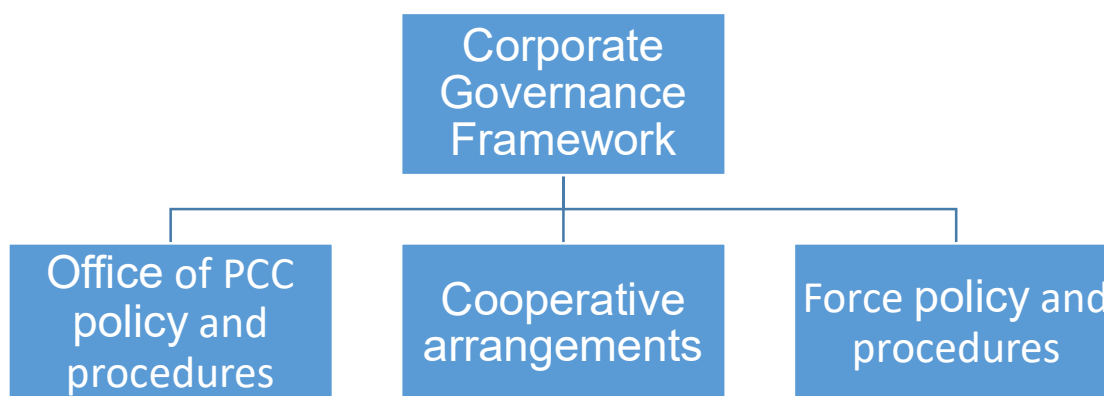 Corporate
Governance
Framework
Office of PCC
policy and
procedures
Cooperative
arrangements
Force policy and
procedures